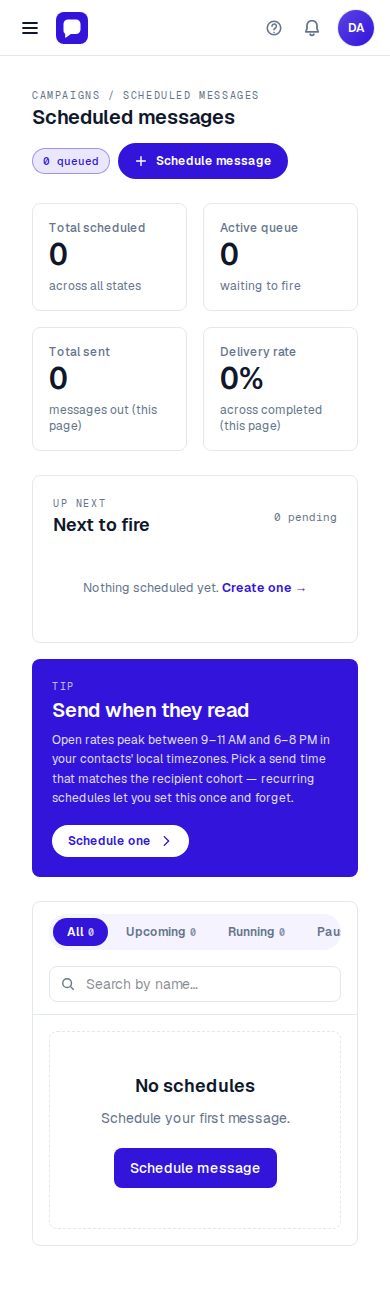 DA
CAMPAIGNS / SCHEDULED MESSAGES
Scheduled messages
0 queued
Schedule message
Total scheduled
0
across all states
Active queue
0
waiting to fire
Total sent
0
messages out (this
page)
Delivery rate
0%
across completed
(this page)
UP NEXT
Next to fire
0 pending
Nothing scheduled yet. Create one →
TIP
Send when they read
Open rates peak between 9–11 AM and 6–8 PM in
your contacts' local timezones. Pick a send time
that matches the recipient cohort — recurring
schedules let you set this once and forget.
Schedule one
All 0 Upcoming 0 Running 0 Pau
Search by name...
No schedules
Schedule your first message.
Schedule message